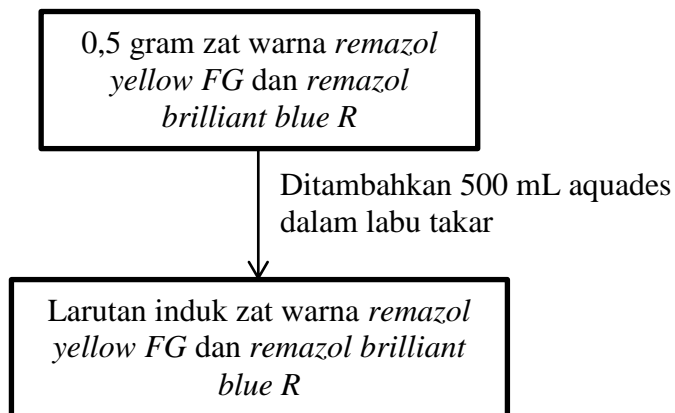 0,5 gram zat warna remazol
yellow FG dan remazol
brilliant blue R
Ditambahkan 500 mL aquades
dalam labu takar
Larutan induk zat warna remazol
yellow FG dan remazol brilliant
blue R